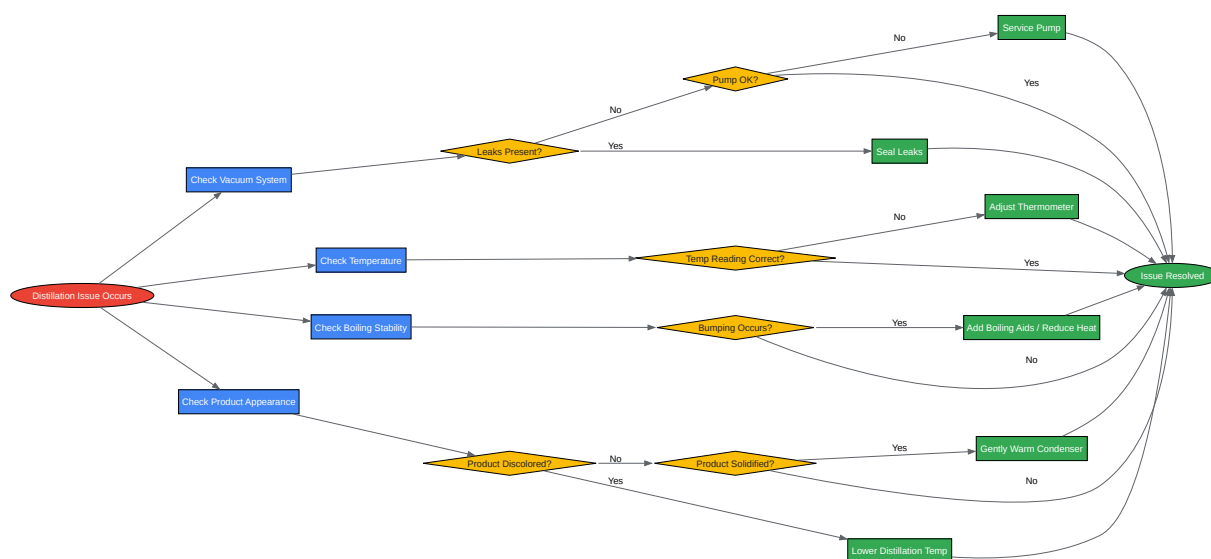 Service Pump
No
Pump OK?
Yes
No
Leaks Present?
Yes
Seal Leaks
Check Vacuum System
Adjust Thermometer
No
Check Temperature
Temp Reading Correct?
Yes
Issue Resolved
Distillation Issue Occurs
Check Boiling Stability
Bumping Occurs?
Yes
Add Boiling Aids / Reduce Heat
No
Check Product Appearance
Product Discolored?
No
Product Solidified?
Yes
Gently Warm Condenser
No
Yes
Lower Distillation Temp